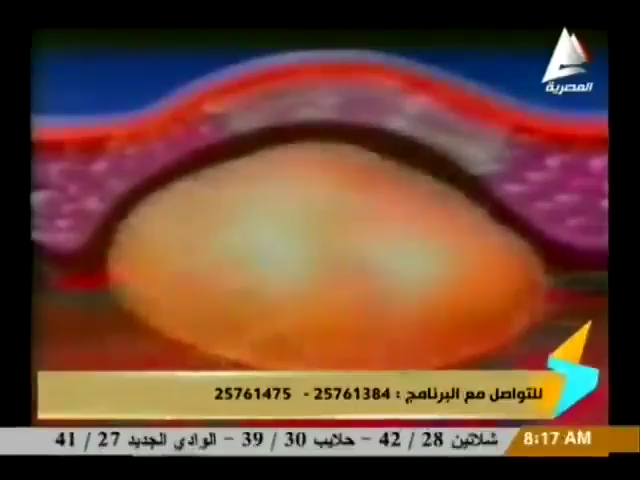 المصرية
للتواصل مع البرنامج : 25761384 - 25761475
شلاتين 28 / 42 - حلايب 30 / 39 - الوادي الجديد 27 / 41
8:17 AM